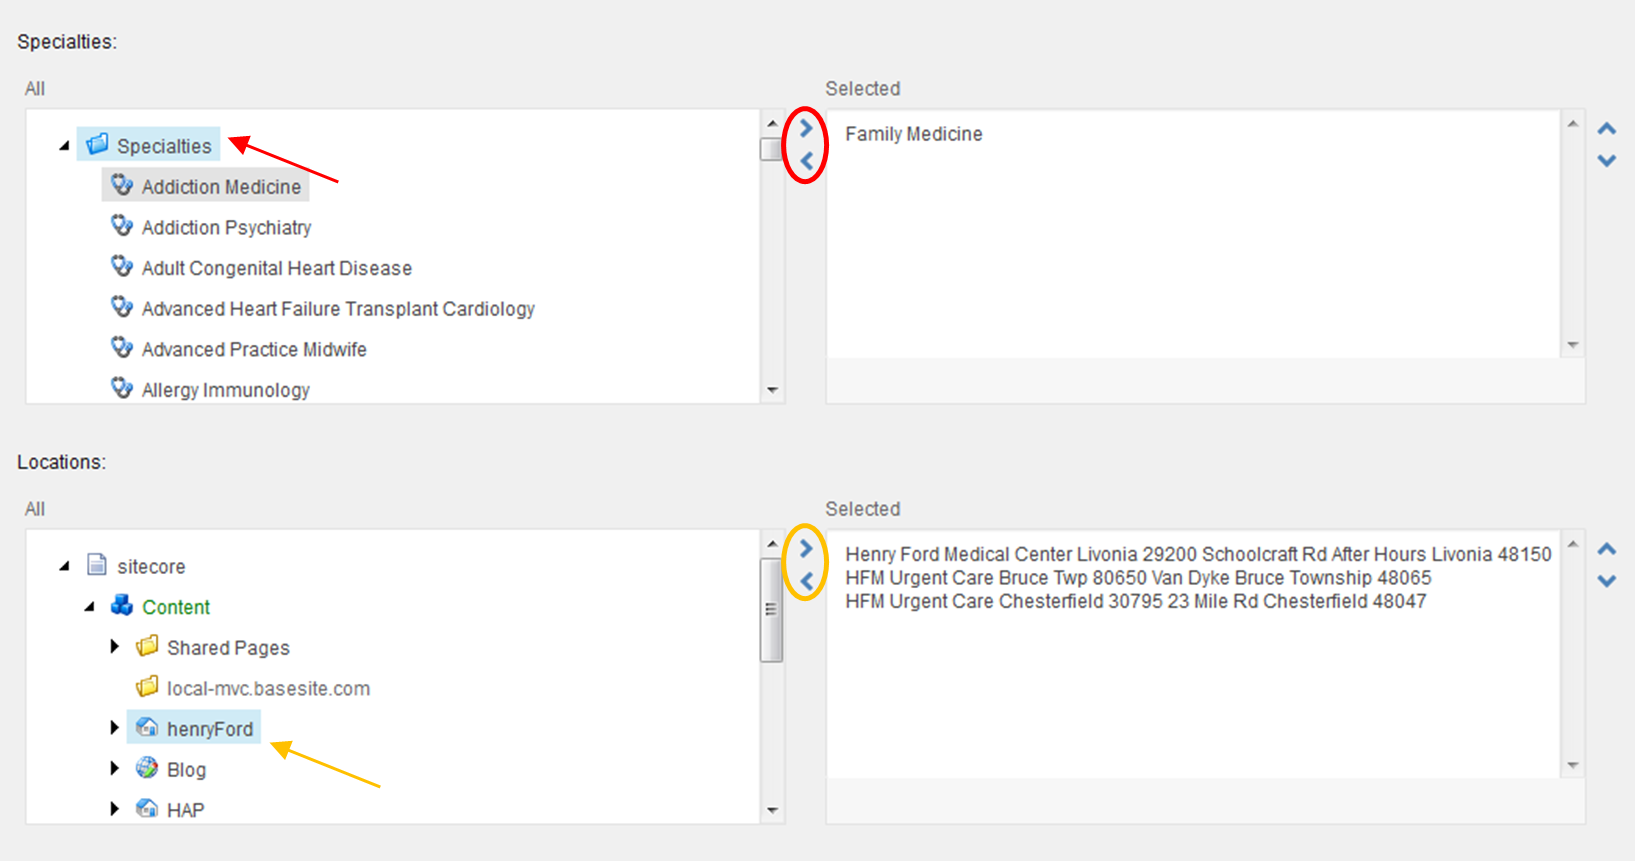 Specialties:
All
Selected
Specialties
Addiction Medicine
Addiction Psychiatry
Adult Congenital Heart Disease
Advanced Heart Failure Transplant Cardiology
Advanced Practice Midwife
Allergy Immunology
Family Medicine
Locations:
All
Selected
sitecore
Content
Shared Pages
local-mvc.basesite.com
henryFord
Blog
HAP
Henry Ford Medical Center Livonia 29200 Schoolcraft Rd After Hours Livonia 48150
HFM Urgent Care Bruce Twp 80650 Van Dyke Bruce Township 48065
HFM Urgent Care Chesterfield 30795 23 Mile Rd Chesterfield 48047